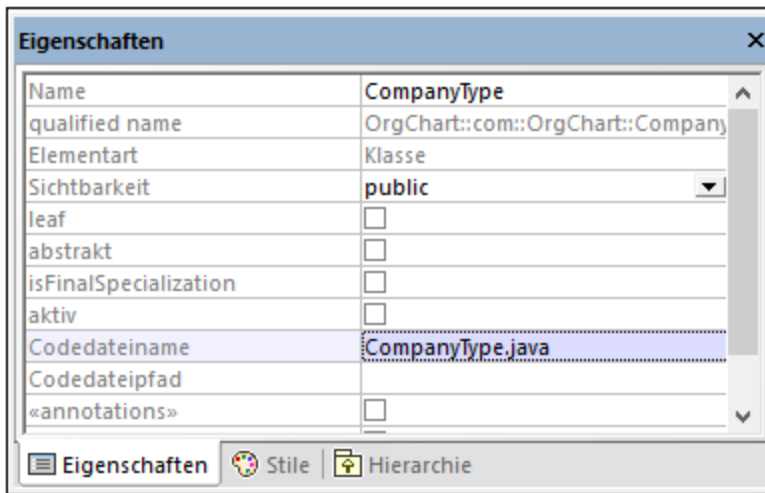 Eigenschaften
Name CompanyType
qualified name OrgChart::com::OrgChart::Company
Elementart Klasse
Sichtbarkeit public
leaf
abstrakt
isFinalSpecialization
aktiv
Codedateiname CompanyType.java
Codedateipfad
«annotations»
Eigenschaften Stile Hierarchie